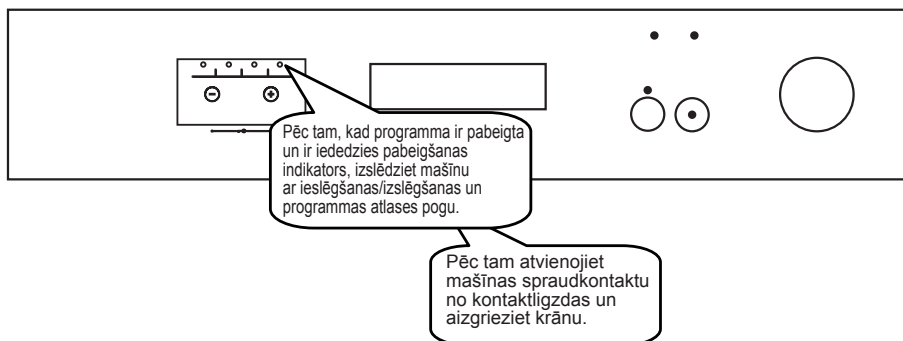 Pēc tam, kad programma ir pabeigta
un ir iededzies pabeigšanas
indikators, izslēdziet mašīnu
ar ieslēgšanas/izslēgšanas un
programmas atlases pogu.
Pēc tam atvienojiet
mašīnas spraudkontaktu
no kontaktligzdas un
aizgrieziet krānu.